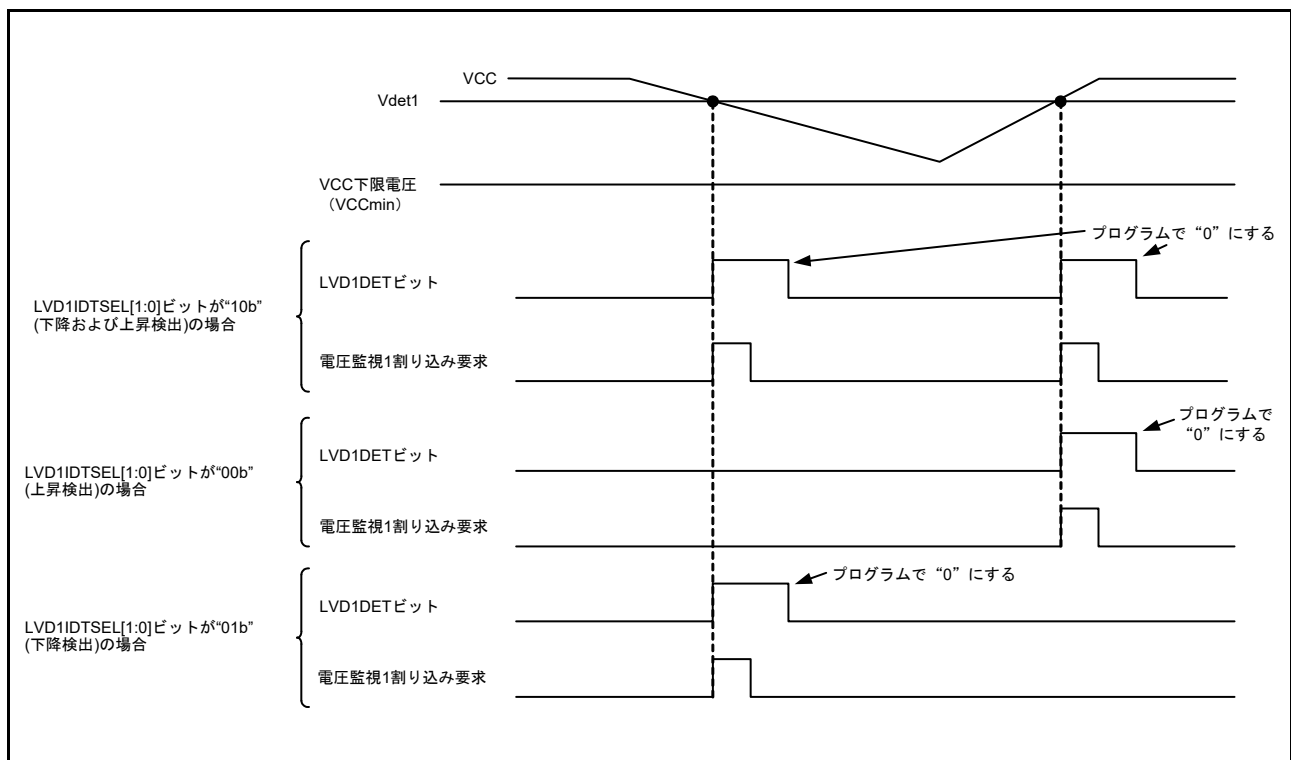 VCC
Vdet1
VCC下限電圧
（VCCmin）
プログラムで“0”にする
LVD1IDTSEL[1:0]ビットが“10b”
(下降および上昇検出)の場合
LVD1DETビット
電圧監視1割り込み要求
プログラムで
“0”にする
LVD1IDTSEL[1:0]ビットが“00b”
(上昇検出)の場合
LVD1DETビット
電圧監視1割り込み要求
プログラムで“0”にする
LVD1IDTSEL[1:0]ビットが“01b”
(下降検出)の場合
LVD1DETビット
電圧監視1割り込み要求